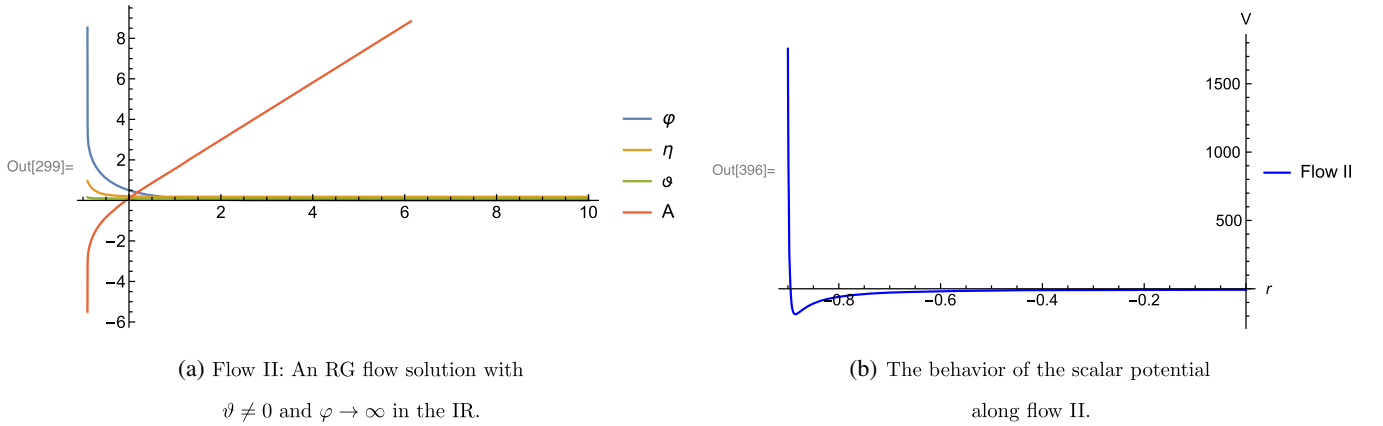 8
6
4
2
−2
−4
−6
2
4
6
8
10
Out[299]=
φ
η
ϑ
A
V
1500
1000
500
−0.8
−0.6
−0.4
−0.2
r
Out[396]=
Flow II
(a) Flow II: An RG flow solution with
ϑ ≠ 0 and φ → ∞ in the IR.
(b) The behavior of the scalar potential
along flow II.